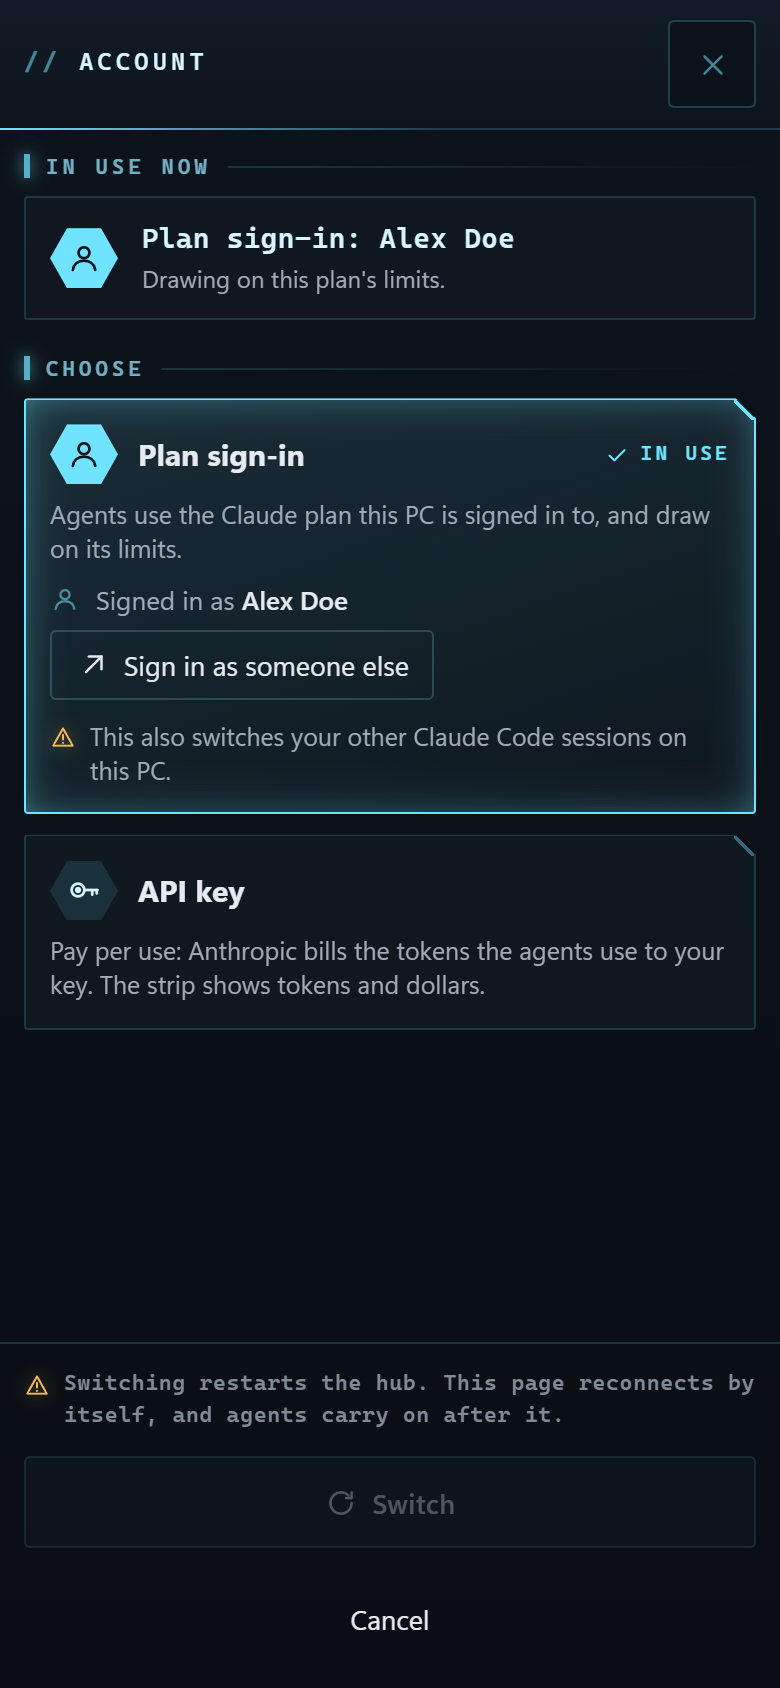 // ACCOUNT
IN USE NOW
Plan sign-in: Alex Doe
Drawing on this plan's limits.
CHOOSE
Plan sign-in
IN USE
Agents use the Claude plan this PC is signed in to, and draw
on its limits.
Signed in as Alex Doe
Sign in as someone else
This also switches your other Claude Code sessions on
this PC.
API key
Pay per use: Anthropic bills the tokens the agents use to your
key. The strip shows tokens and dollars.
Switching restarts the hub. This page reconnects by
itself, and agents carry on after it.
Switch
Cancel